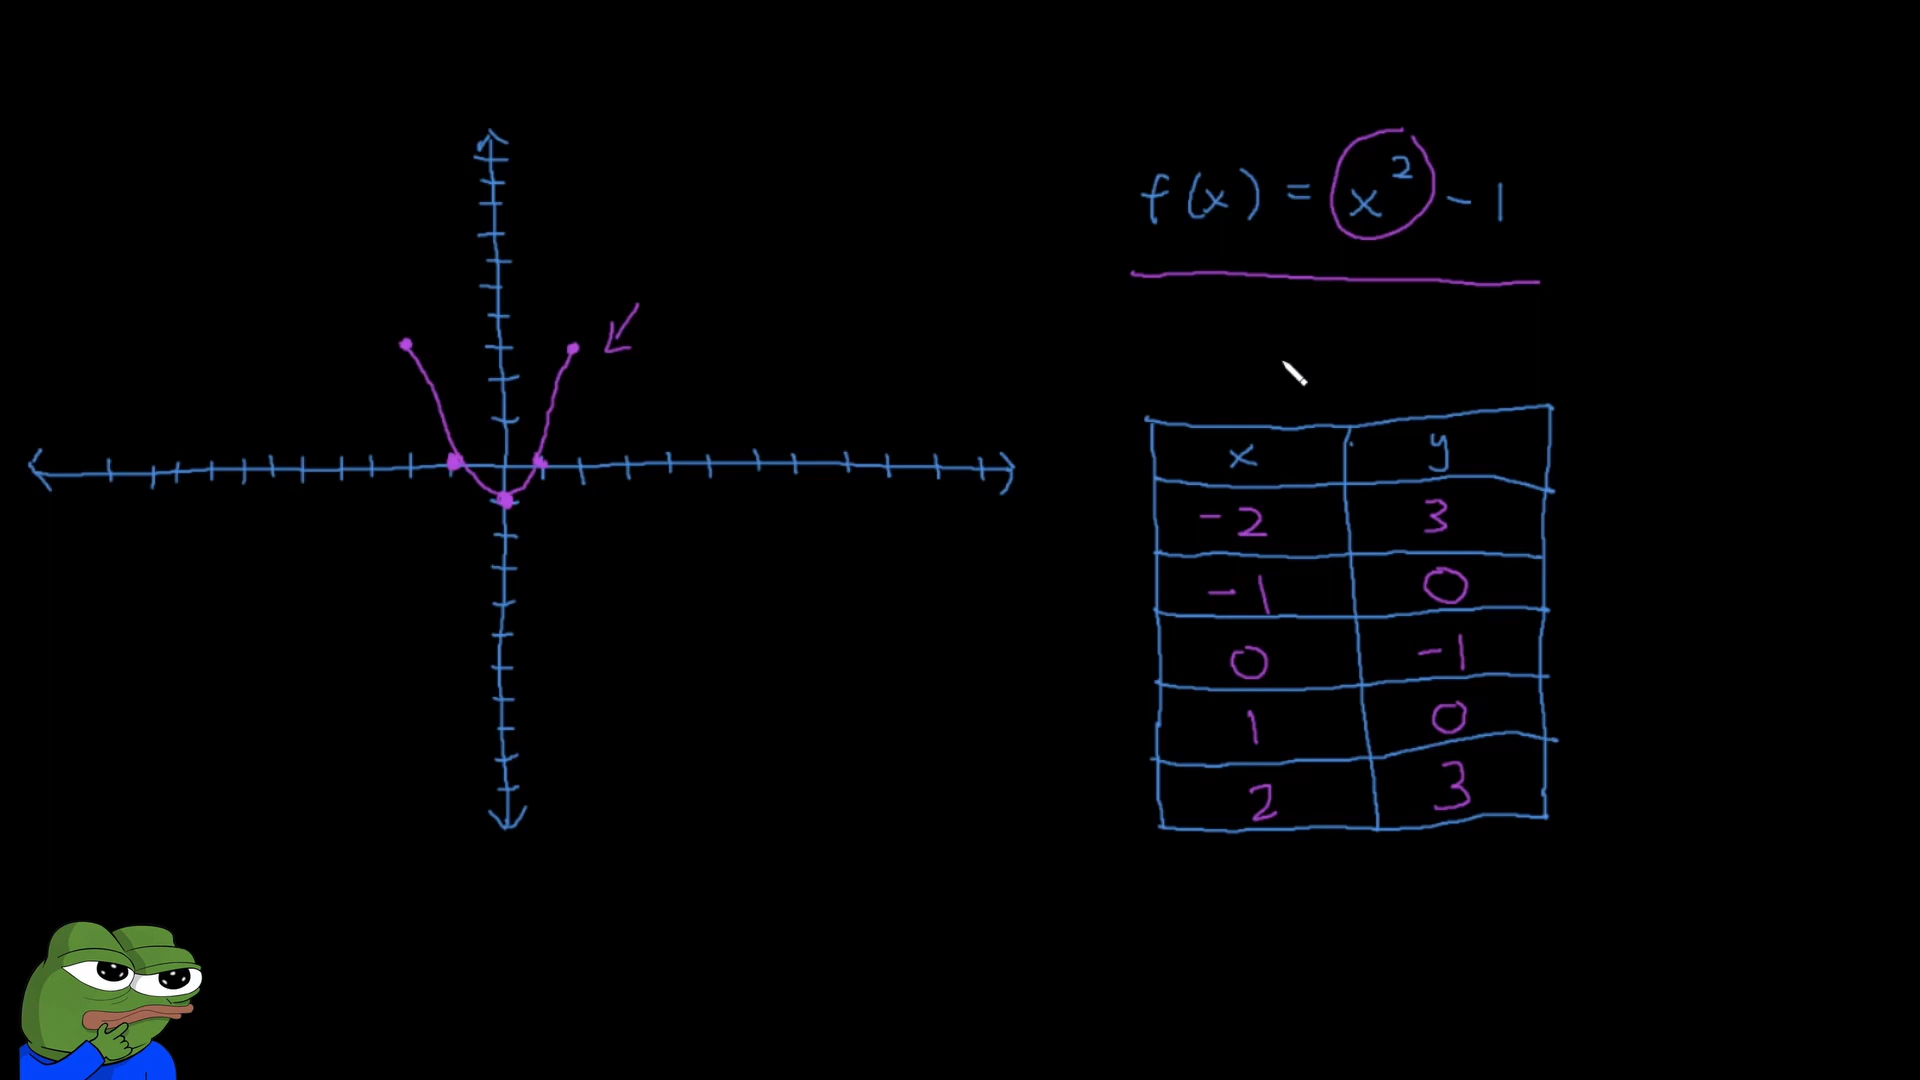 f(x) = x² - 1
x y
-2 3
-1 0
0 -1
1 0
2 3